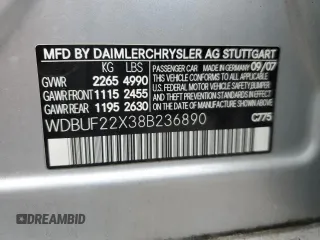 MFD BY DAIMLERCHRYSLER AG STUTTGART
KG LBS
GVWR 2265 4990
GAWR FRONT 1115 2455
GAWR REAR 1195 2630
PASSENGER CAR
MADE IN GERMANY 09/07
THIS VEHICLE CONFORMS TO ALL APPLICABLE
U.S. FEDERAL MOTOR VEHICLE SAFETY
BUMPER AND THEFT PREVENTION STANDARDS
IN EFFECT ON THE DATE OF
MANUFACTURE SHOWN ABOVE
WDBUF22X38B236890 C775
DREAMBID